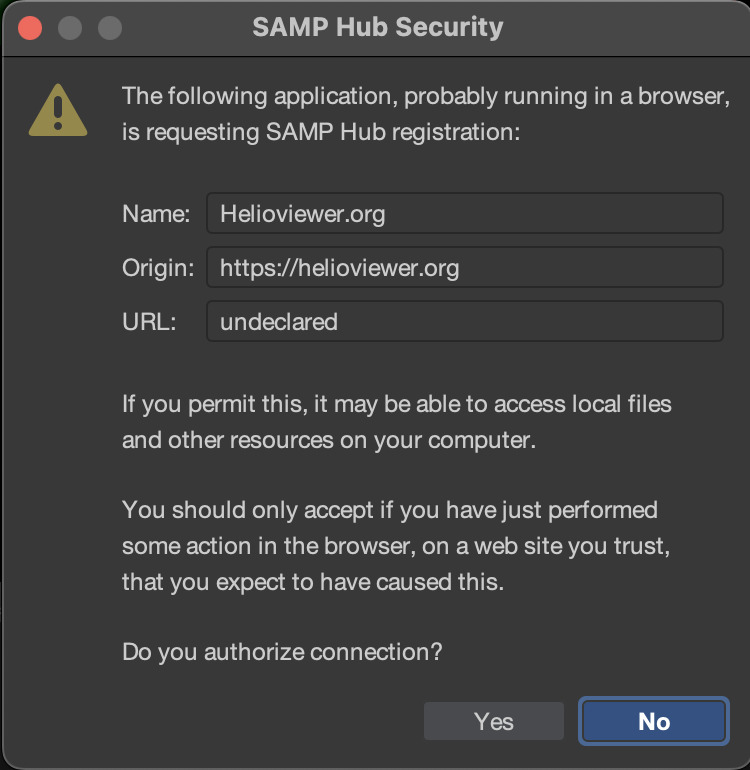 SAMP Hub Security
The following application, probably running in a browser,
is requesting SAMP Hub registration:
Name: Helioviewer.org
Origin: https://helioviewer.org
URL: undeclared
If you permit this, it may be able to access local files
and other resources on your computer.
You should only accept if you have just performed
some action in the browser, on a web site you trust,
that you expect to have caused this.
Do you authorize connection?
Yes No